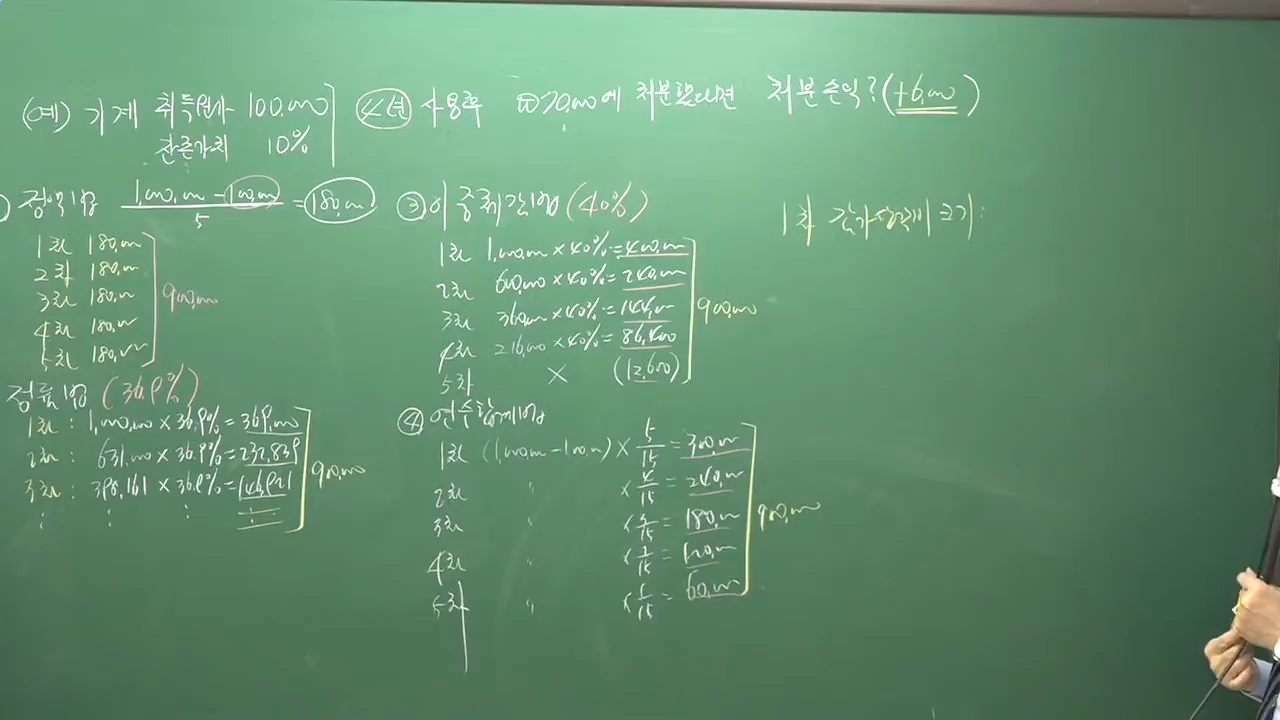 (예) 기계 취득원가 100,000
잔존가치 10%
4년 사용후 ₩70,000에 처분했다면 처분손익? (+6,000)
정액법 1,000,000 - 100,000 / 5 = 180,000
1차 180,000
2차 180,000
3차 180,000
4차 180,000
5차 180,000
900,000
정률법 (36.9%)
1차 : 1,000,000 × 36.9% = 369,000
2차 : 631,000 × 36.9% = 232,839
3차 : 398,161 × 36.9% = 146,921
: : : :
900,000
③ 이중체감법 (40%)
1차 1,000,000 × 40% = 400,000
2차 600,000 × 40% = 240,000
3차 360,000 × 40% = 144,000
4차 216,000 × 40% = 86,400
5차 × (12,600)
900,000
④ 연수합계법
1차 (1,000,000 - 100,000) × 5/15 = 300,000
2차 〃 × 4/15 = 240,000
3차 〃 × 3/15 = 180,000
4차 〃 × 2/15 = 120,000
5차 〃 × 1/15 = 60,000
900,000
1차 감가상각비 크기: